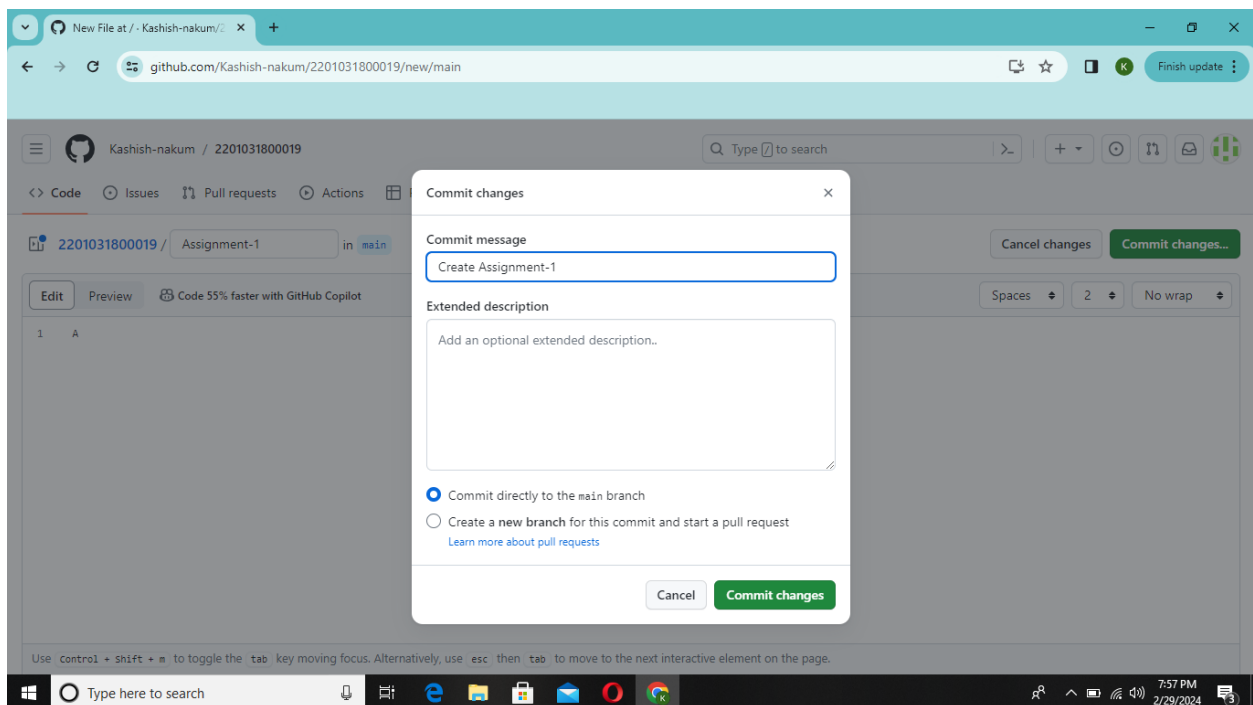 New File at / · Kashish-nakum/2
github.com/Kashish-nakum/2201031800019/new/main
Finish update
K
Kashish-nakum / 2201031800019
Type / to search
Code Issues Pull requests Actions
2201031800019 / Assignment-1 in main
Cancel changes Commit changes...
Edit Preview Code 55% faster with GitHub Copilot
Spaces 2 No wrap
1 A
Commit changes
Commit message
Create Assignment-1
Extended description
Add an optional extended description..
Commit directly to the main branch
Create a new branch for this commit and start a pull request
Learn more about pull requests
Cancel Commit changes
Use Control + Shift + m to toggle the tab key moving focus. Alternatively, use esc then tab to move to the next interactive element on the page.
Type here to search
7:57 PM
2/29/2024
3